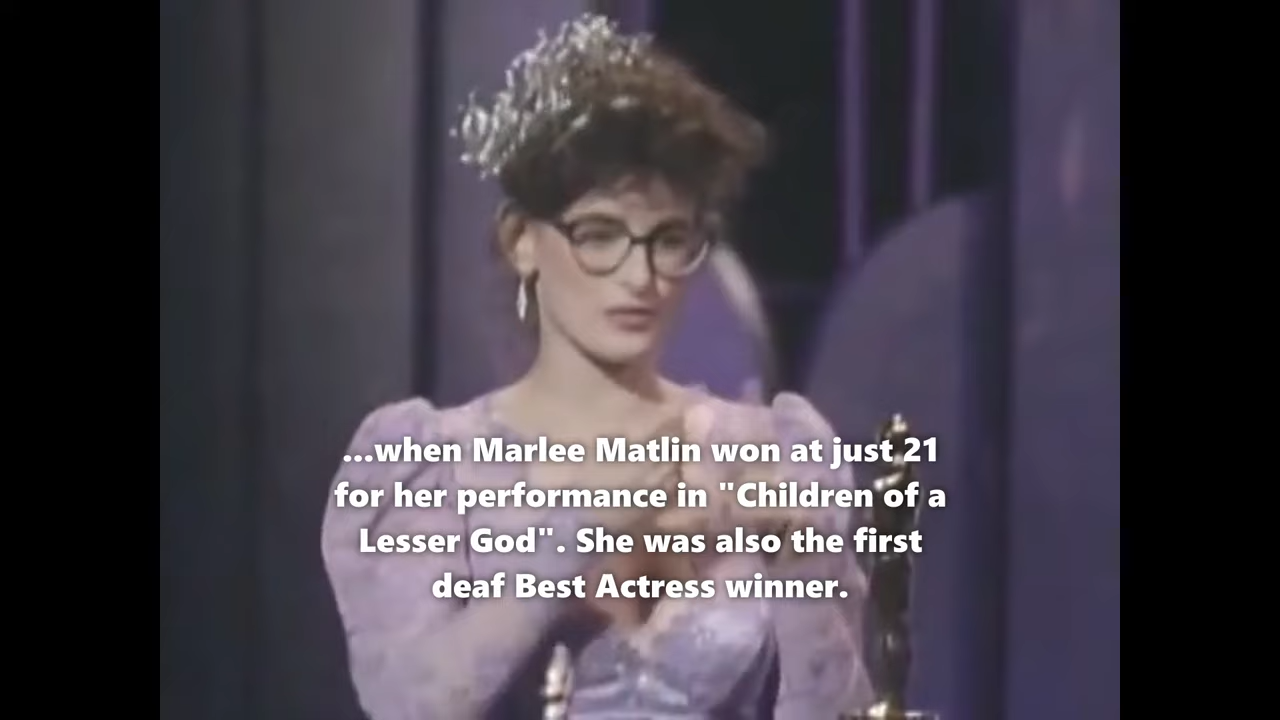 ...when Marlee Matlin won at just 21
for her performance in "Children of a
Lesser God". She was also the first
deaf Best Actress winner.